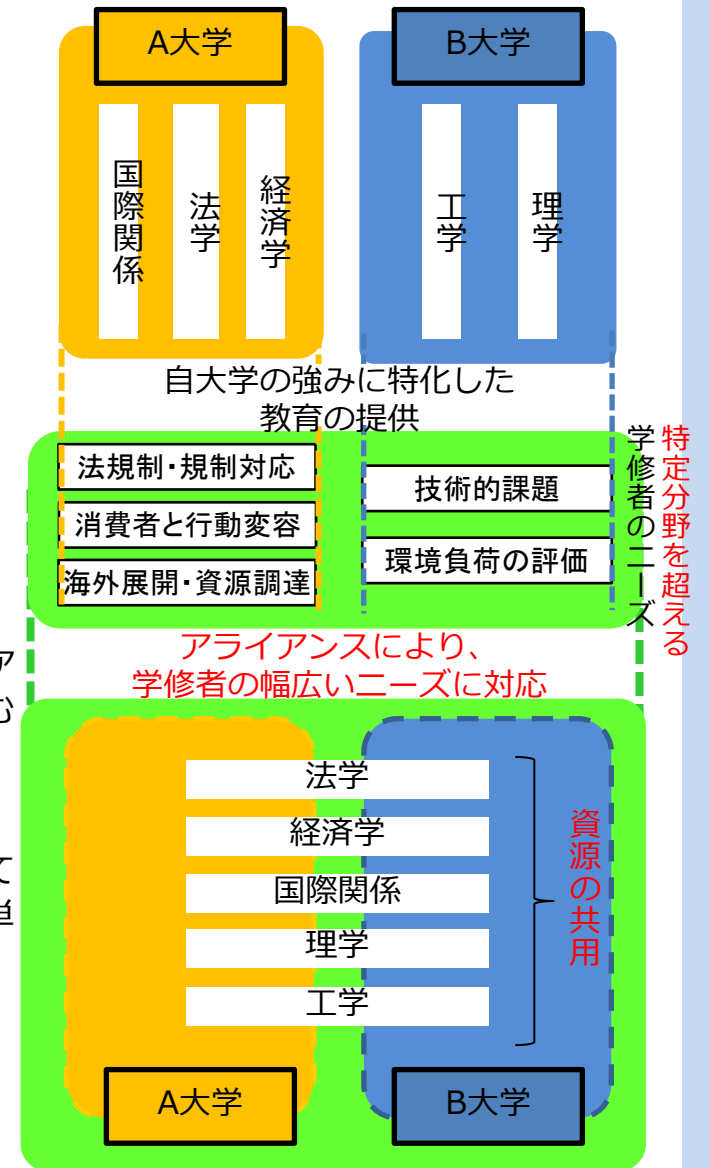 A大学
B大学
国際関係
法学
経済学
工学
理学
自大学の強みに特化した
教育の提供
法規制・規制対応
消費者と行動変容
海外展開・資源調達
技術的課題
環境負荷の評価
特定分野を超える
学修者のニーズ
アライアンスにより、
学修者の幅広いニーズに対応
ア
む
て
単
法学
経済学
国際関係
理学
工学
資源の共用
A大学
B大学